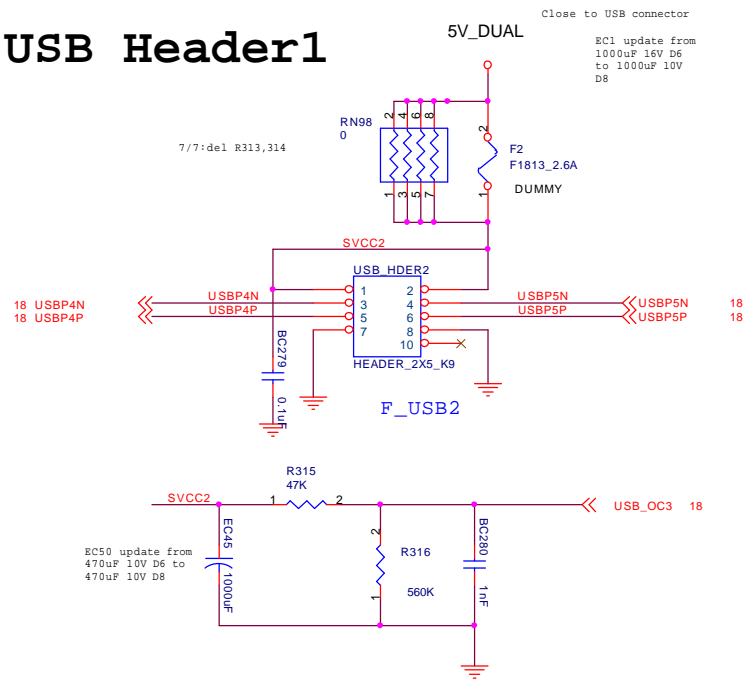 Close to USB connector
USB Header1
5V_DUAL
EC1 update from
1000uF 16V D6
to 1000uF 10V
D8
RN98
0
2 4 6 8
1 3 5 7
2
1
F2
F1813_2.6A
DUMMY
7/7:del R313,314
SVCC2
USB_HDER2
18 USBP4N
18 USBP4P
USBP4N
USBP4P
1 2
3 4
5 6
7 8
10
USBP5N
USBP5P
USBP5N 18
USBP5P 18
HEADER_2X5_K9
BC279
0.1uF
F_USB2
R315
47K
SVCC2
1 2
USB_OC3 18
EC45
1000uF
EC50 update from
470uF 10V D6 to
470uF 10V D8
2
R316
560K
1
BC280
1nF